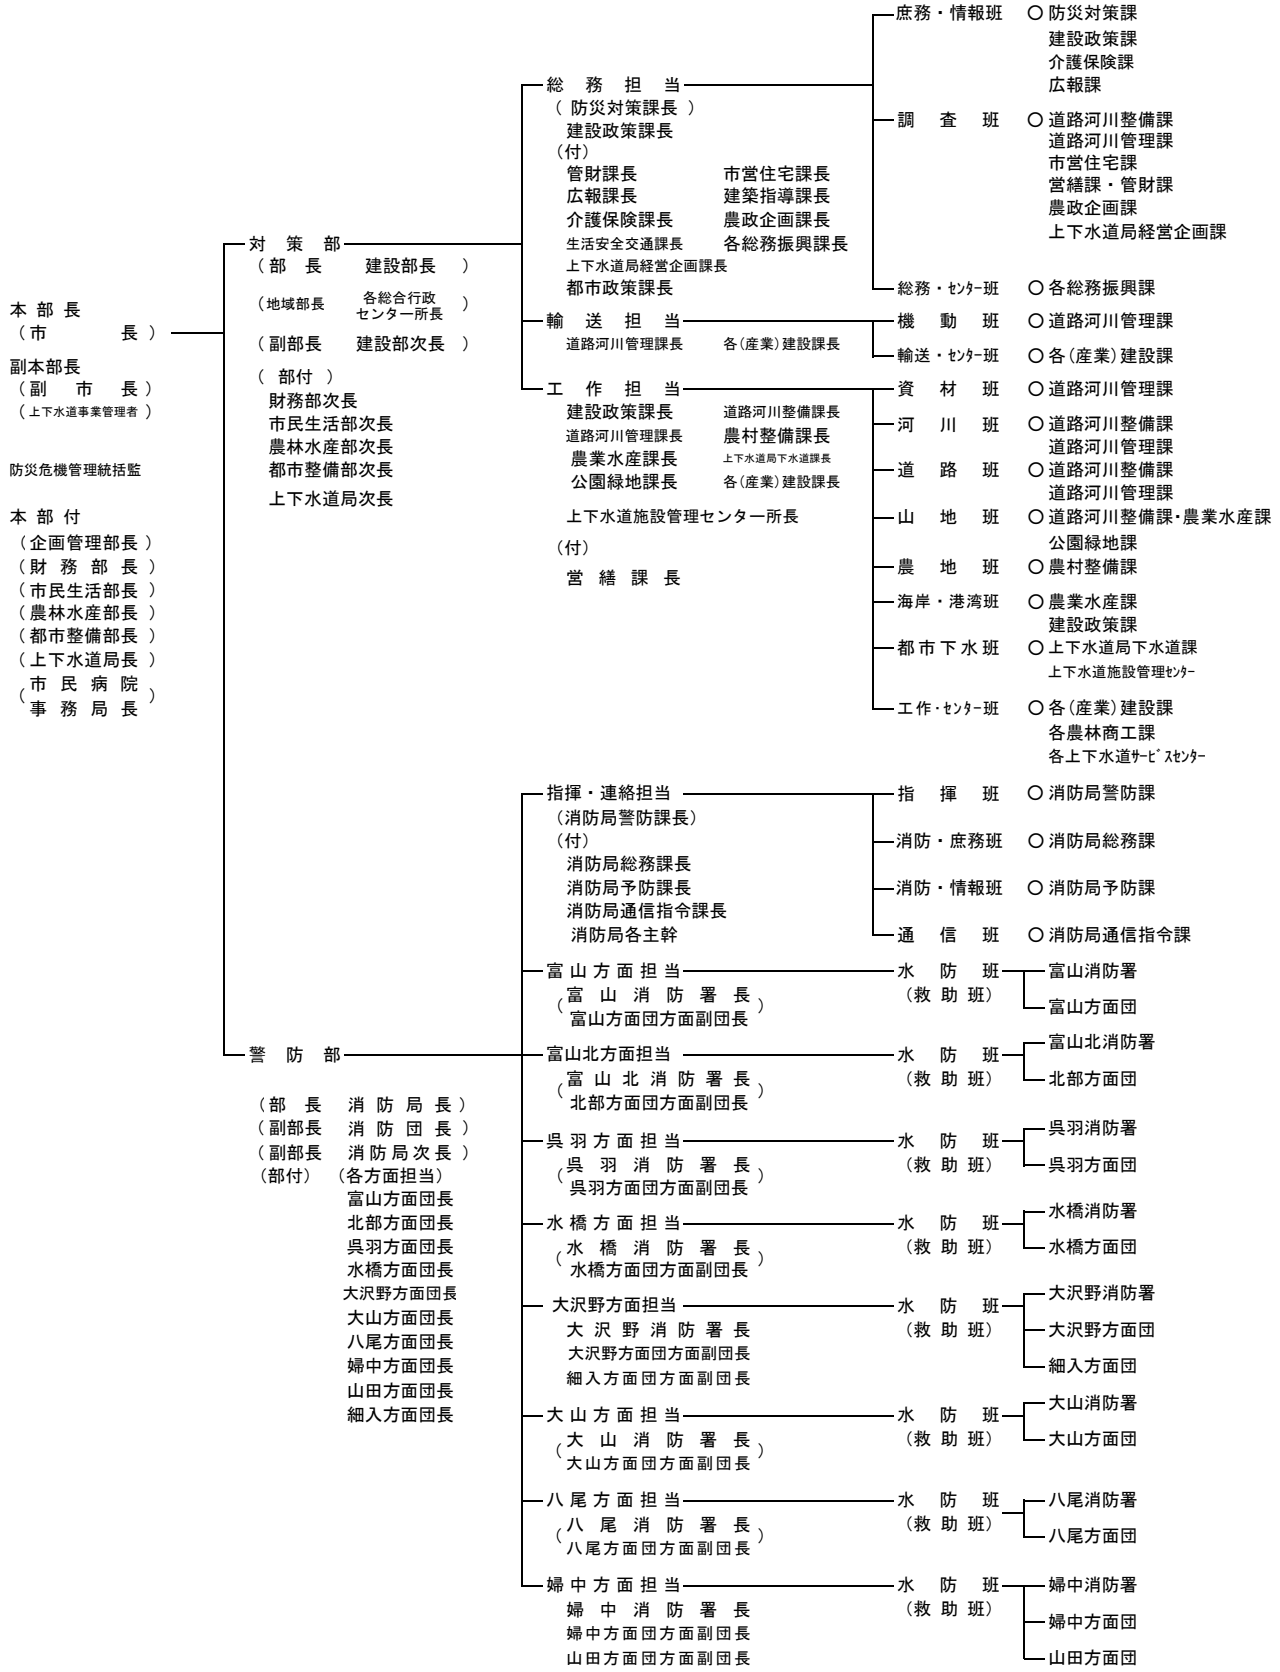 本部長
（市長）
副本部長
（副市長）
（上下水道事業管理者）
防災危機管理統括監
本部付
（企画管理部長）
（財務部長）
（市民生活部長）
（農林水産部長）
（都市整備部長）
（上下水道局長）
（市民病院
事務局長）
対策部
（部長 建設部長）
（地域部長 各総合行政
センター所長）
（副部長 建設部次長）
（部付）
財務部次長
市民生活部次長
農林水産部次長
都市整備部次長
上下水道局次長
総務担当
（防災対策課長）
建設政策課長
（付）
管財課長 市営住宅課長
広報課長 建築指導課長
介護保険課長 農政企画課長
生活安全交通課長 各総務振興課長
上下水道局経営企画課長
都市政策課長
庶務・情報班 ○防災対策課
建設政策課
介護保険課
広報課
調査班 ○道路河川整備課
道路河川管理課
市営住宅課
営繕課・管財課
農政企画課
上下水道局経営企画課
総務・ｾﾝﾀｰ班 ○各総務振興課
輸送担当
道路河川管理課長 各(産業)建設課長
機動班 ○道路河川管理課
輸送・ｾﾝﾀｰ班 ○各(産業)建設課
工作担当
建設政策課長 道路河川整備課長
道路河川管理課長 農村整備課長
農業水産課長 上下水道局下水道課長
公園緑地課長 各(産業)建設課長
上下水道施設管理センター所長
（付）
営繕課長
資材班 ○道路河川管理課
河川班 ○道路河川整備課
道路河川管理課
道路班 ○道路河川整備課
道路河川管理課
山地班 ○道路河川整備課・農業水産課
公園緑地課
農地班 ○農村整備課
海岸・港湾班 ○農業水産課
建設政策課
都市下水班 ○上下水道局下水道課
上下水道施設管理ｾﾝﾀｰ
工作・ｾﾝﾀｰ班 ○各(産業)建設課
各農林商工課
各上下水道ｻｰﾋﾞｽｾﾝﾀｰ
警防部
（部長 消防局長）
（副部長 消防団長）
（副部長 消防局次長）
（部付） （各方面担当）
富山方面団長
北部方面団長
呉羽方面団長
水橋方面団長
大沢野方面団長
大山方面団長
八尾方面団長
婦中方面団長
山田方面団長
細入方面団長
指揮・連絡担当
（消防局警防課長）
（付）
消防局総務課長
消防局予防課長
消防局通信指令課長
消防局各主幹
指揮班 ○消防局警防課
消防・庶務班 ○消防局総務課
消防・情報班 ○消防局予防課
通信班 ○消防局通信指令課
富山方面担当
（富山消防署長
富山方面団方面副団長）
水防班
（救助班）
富山消防署
富山方面団
富山北方面担当
（富山北消防署長
北部方面団方面副団長）
水防班
（救助班）
富山北消防署
北部方面団
呉羽方面担当
（呉羽消防署長
呉羽方面団方面副団長）
水防班
（救助班）
呉羽消防署
呉羽方面団
水橋方面担当
（水橋消防署長
水橋方面団方面副団長）
水防班
（救助班）
水橋消防署
水橋方面団
大沢野方面担当
大沢野消防署長
大沢野方面団方面副団長
細入方面団方面副団長
水防班
（救助班）
大沢野消防署
大沢野方面団
細入方面団
大山方面担当
（大山消防署長
大山方面団方面副団長）
水防班
（救助班）
大山消防署
大山方面団
八尾方面担当
（八尾消防署長
八尾方面団方面副団長）
水防班
（救助班）
八尾消防署
八尾方面団
婦中方面担当
婦中消防署長
婦中方面団方面副団長
山田方面団方面副団長
水防班
（救助班）
婦中消防署
婦中方面団
山田方面団